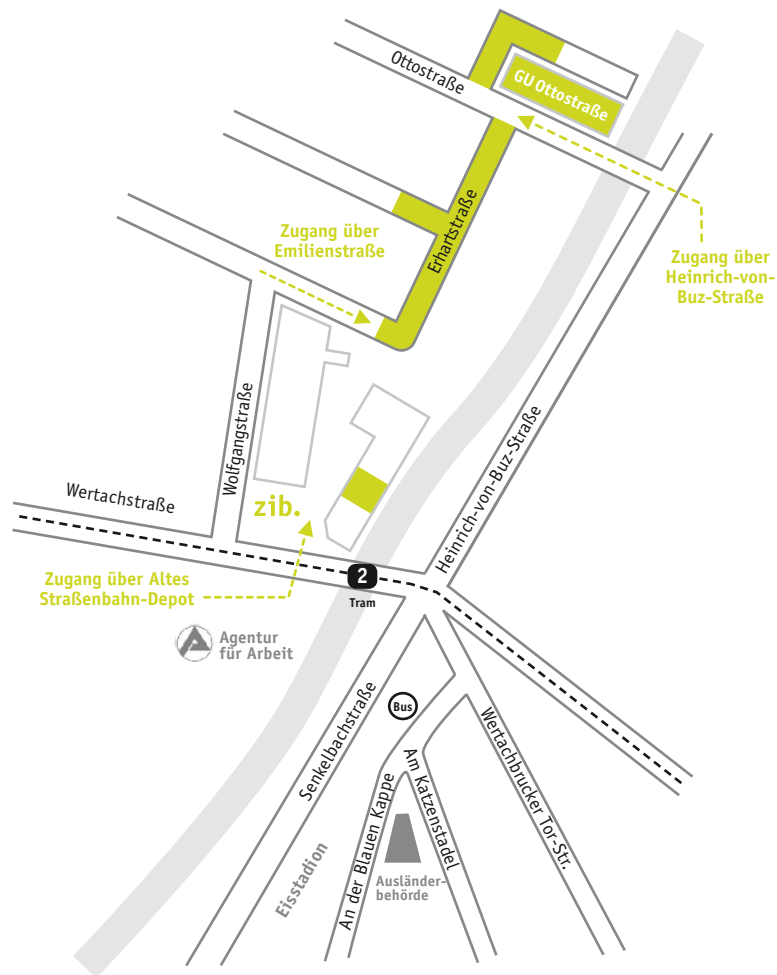 Ottostraße
GU Ottostraße
Erhartstraße
Zugang über
Emilienstraße
Zugang über
Heinrich-von-
Buz-Straße
Wolfgangstraße
Heinrich-von-Buz-Straße
Wertachstraße
zib.
Zugang über Altes
Straßenbahn-Depot
2
Tram
Agentur
für Arbeit
Senkelbachstraße
Bus
Wertachbrucker Tor-Str.
An der Blauen Kappe
Am Katzenstadel
Eisstadion
Ausländer-
behörde